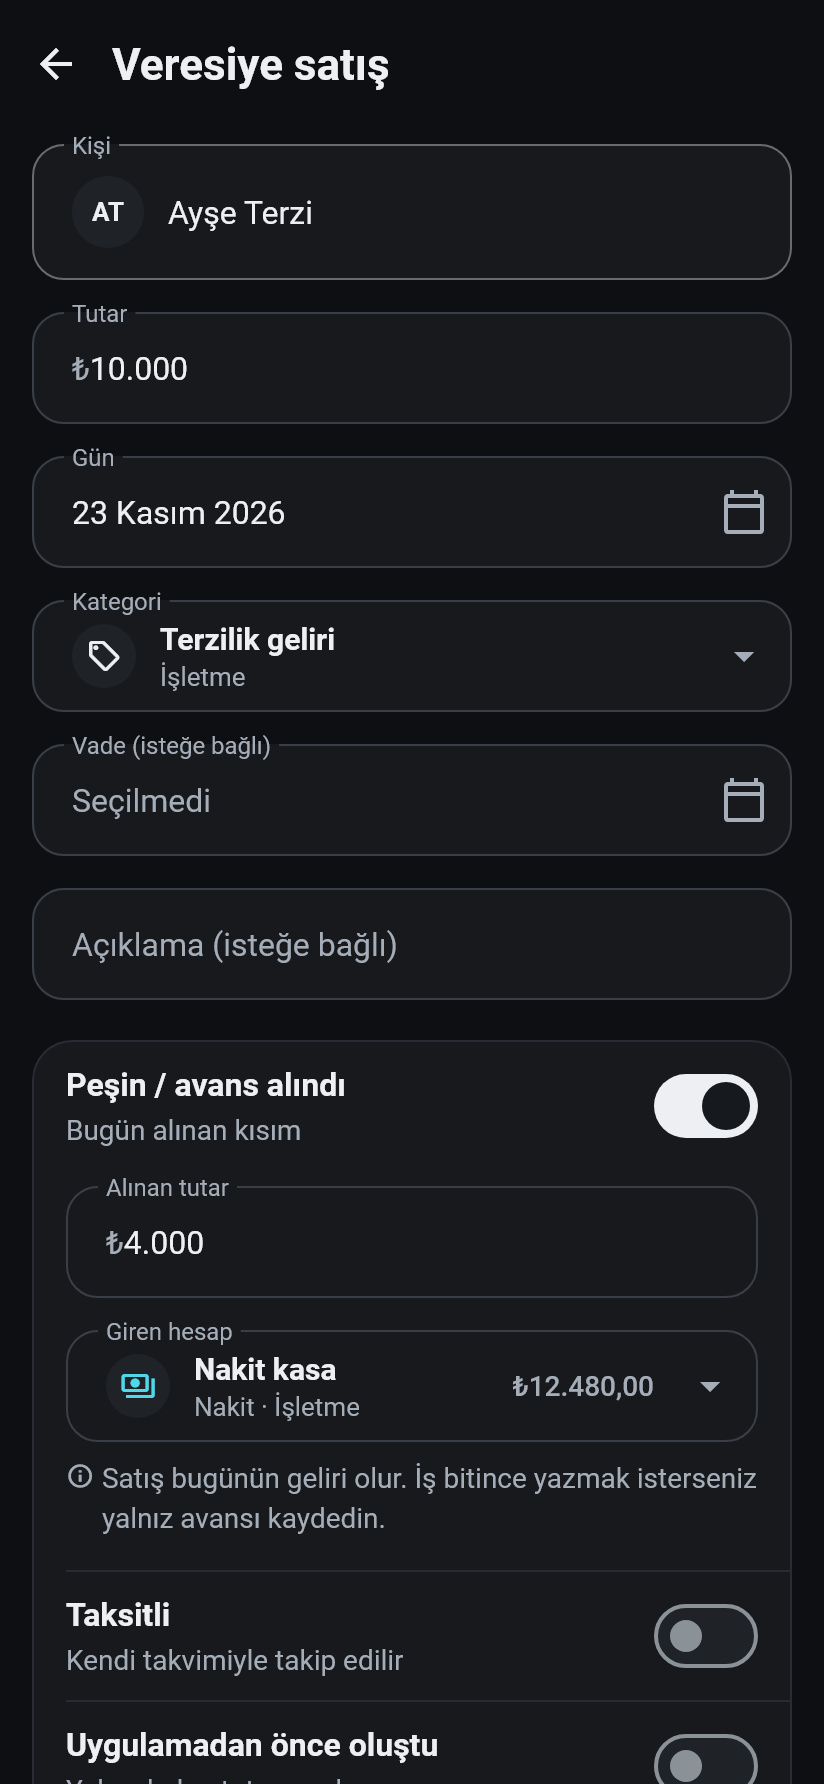 Veresiye satış
Kişi
AT
Ayşe Terzi
Tutar
₺10.000
Gün
23 Kasım 2026
Kategori
Terzilik geliri
İşletme
Vade (isteğe bağlı)
Seçilmedi
Açıklama (isteğe bağlı)
Peşin / avans alındı
Bugün alınan kısım
Alınan tutar
₺4.000
Giren hesap
Nakit kasa
Nakit · İşletme
₺12.480,00
Satış bugünün geliri olur. İş bitince yazmak isterseniz
yalnız avansı kaydedin.
Taksitli
Kendi takvimiyle takip edilir
Uygulamadan önce oluştu